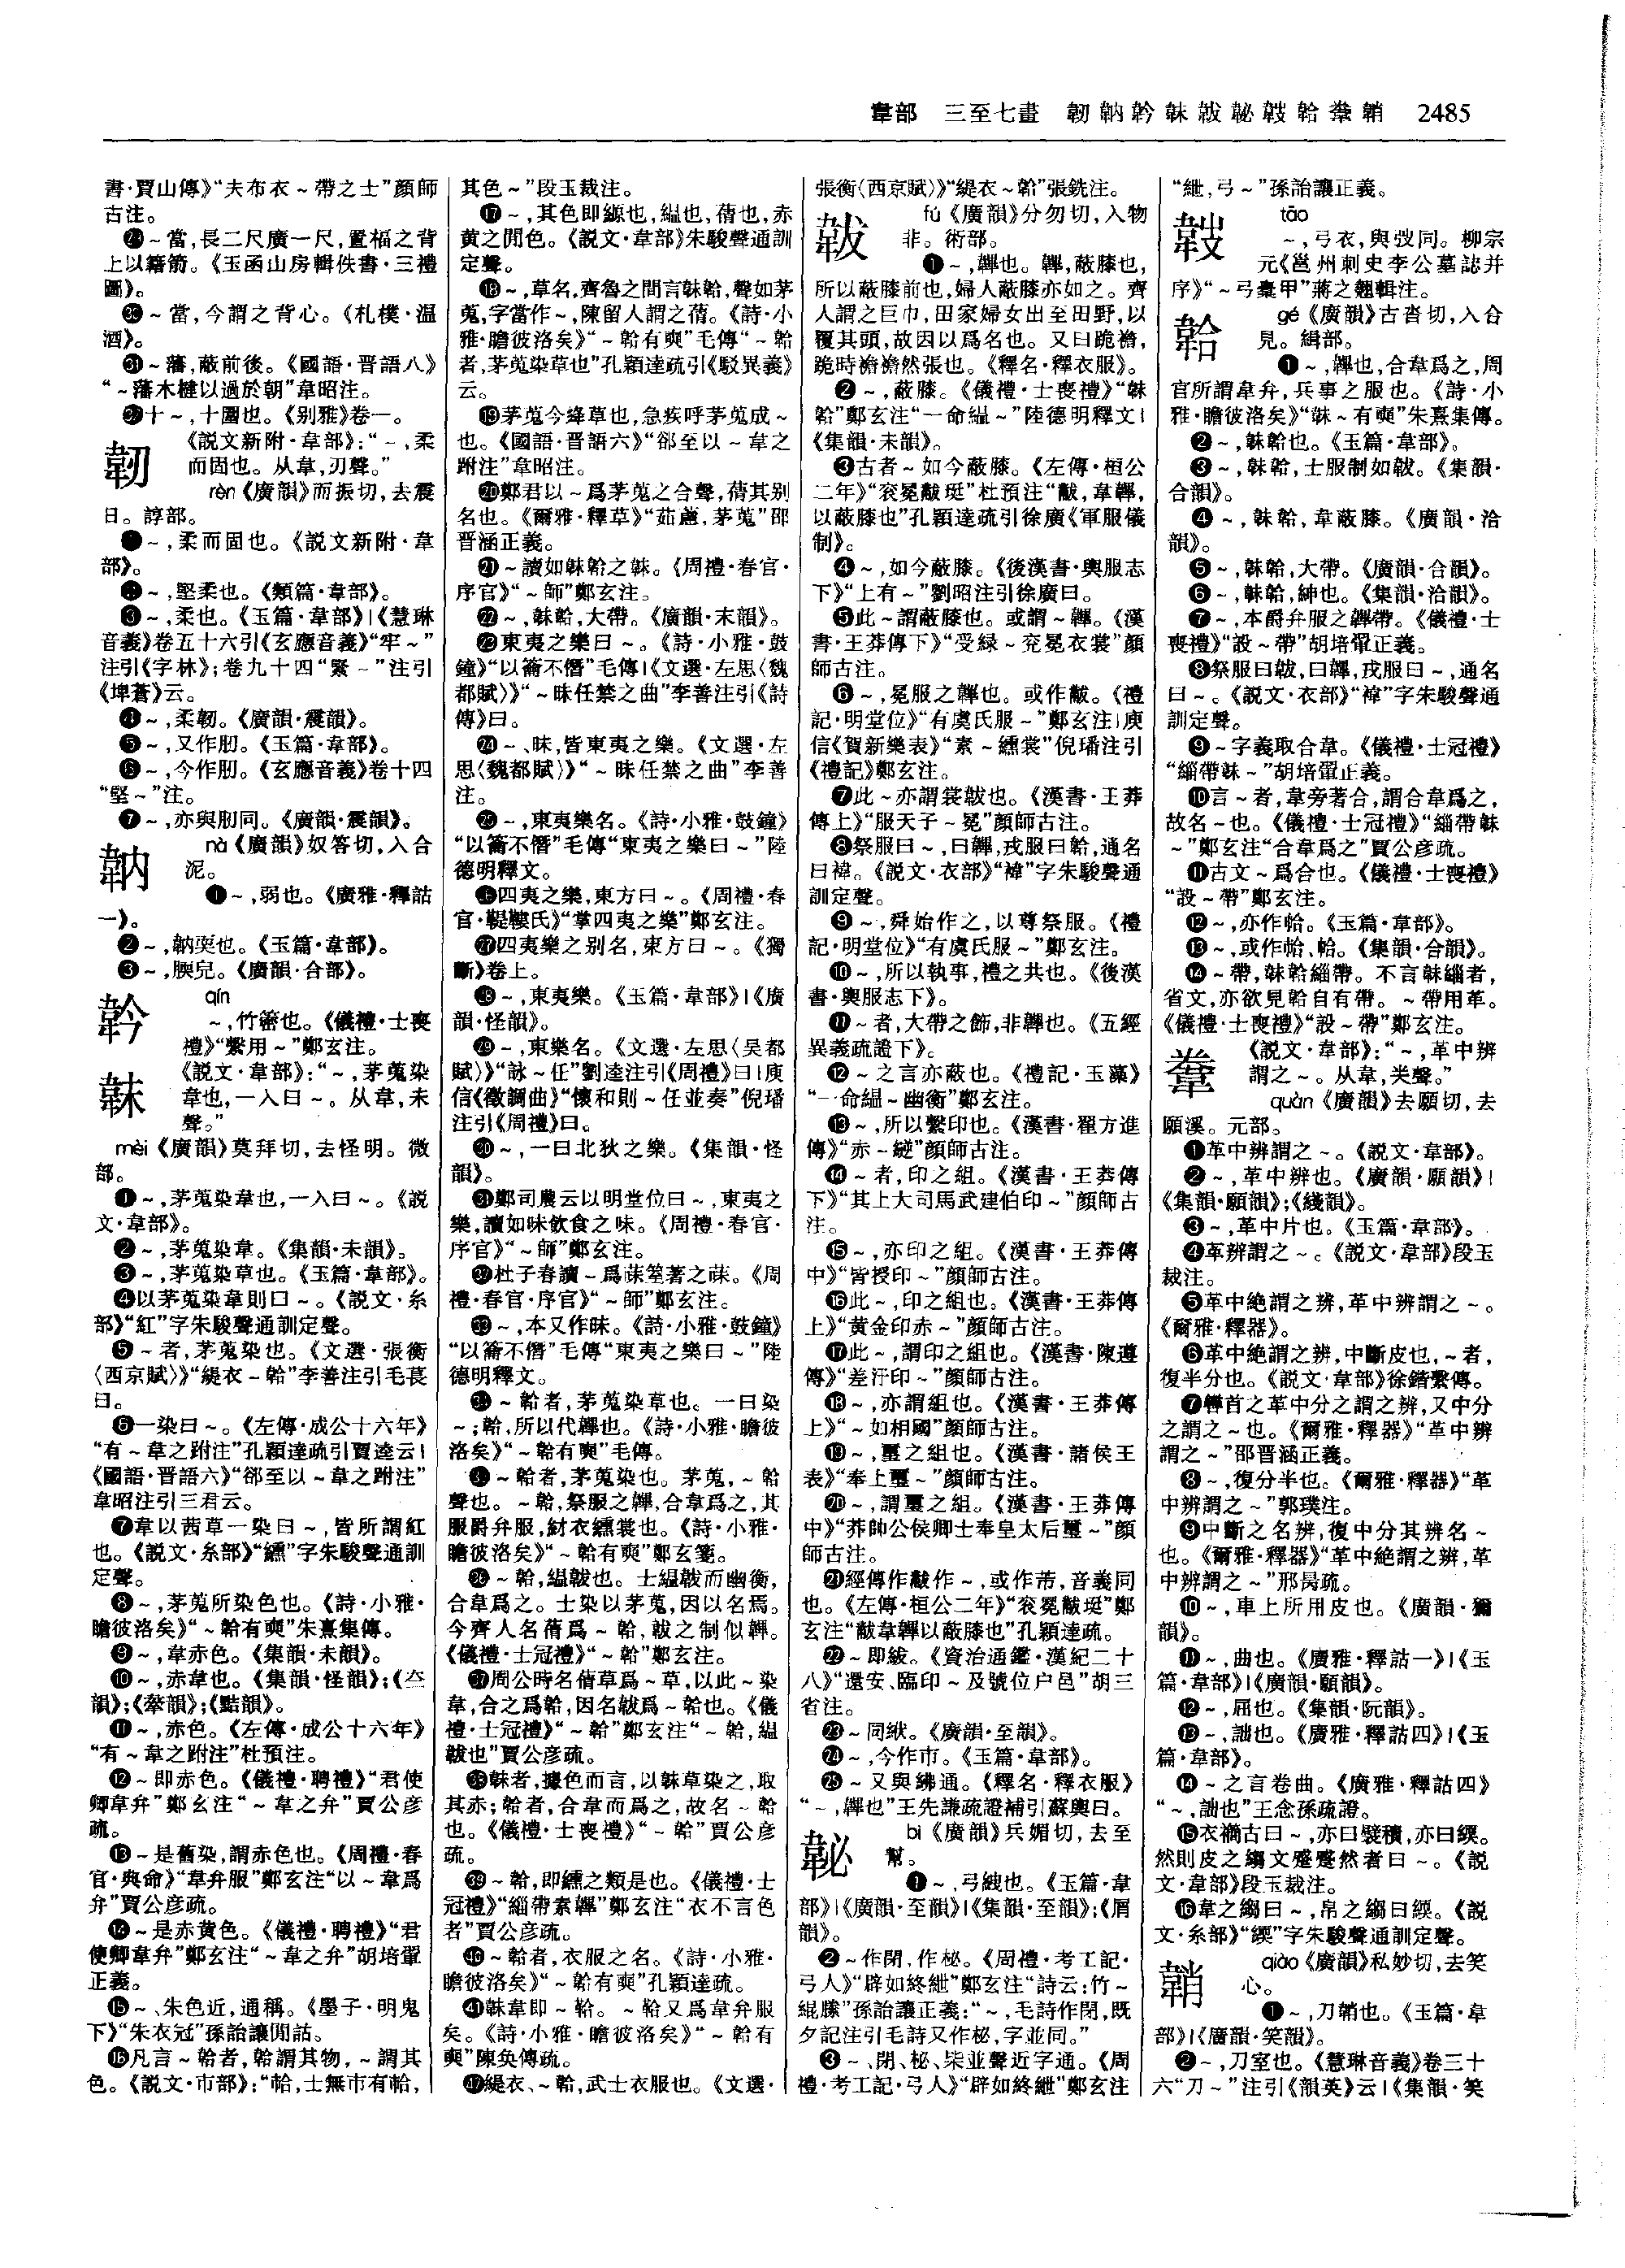 韋部　三至七畫　韌軜䪩韎韍䪐䪍韐韏鞘　2485
書·賈山傳》“夫布衣～帶之士”顔師
古注。
㉙～當,長二尺廣一尺,置楅之背
上以籍箭。《玉函山房輯佚書·三禮
圖》。
㉚～當,今謂之背心。《札樸·温
酒》。
㉛～藩,蔽前後。《國語·晋語八》
“～藩木楗以過於朝”韋昭注。
㉜十～,十圍也。《别雅》卷一。
韌
《説文新附·韋部》:“～,柔
而固也。从韋,刃聲。”
rèn《廣韻》而振切,去震
日。諄部。
❶～,柔而固也。《説文新附·韋
部》。
❷～,堅柔也。《類篇·韋部》。
❸～,柔也。《玉篇·韋部》|《慧琳
音義》卷五十六引《玄應音義》“牢～”
注引《字林》;卷九十四“緊～”注引
《埤蒼》云。
❹～,柔韌。《廣韻·震韻》。
❺～,又作肕。《玉篇·韋部》。
❻～,今作肕。《玄應音義》卷十四
“堅～”注。
❼～,亦與肕同。《廣韻·震韻》。
nà《廣韻》奴答切,入合
泥。
❶～,弱也。《廣雅·釋詁
一》。
❷～,䪏耎也。《玉篇·韋部》。
❸～,腝皃。《廣韻·合部》。
qín
～,竹䈼也。《儀禮·士喪
禮》“繫用～”鄭玄注。
韎
《説文·韋部》:“～,茅蒐染
韋也,一入曰～。从韋,末
聲。”
mèi《廣韻》莫拜切,去怪明。微
部。
❶～,茅蒐染韋也,一入曰～。《説
文·韋部》。
❷～,茅蒐染韋。《集韻·未韻》。
❸～,茅蒐染草也。《玉篇·韋部》。
❹以茅蒐染韋則曰～。《説文·糸
部》“紅”字朱駿聲通訓定聲。
❺～者,茅蒐染也。《文選·張衡
〈西京賦〉》“緹衣～韐”李善注引毛萇
曰。
❻一染曰～。《左傳·成公十六年》
“有～韋之跗注”孔穎達疏引賈逵云|
《國語·晋語六》“郤至以～韋之跗注”
韋昭注引三君云。
❼韋以茜草一染曰～,皆所謂紅
也。《説文·糸部》“纁”字朱駿聲通訓
定聲。
❽～,茅蒐所染色也。《詩·小雅·
瞻彼洛矣》“～韐有奭”朱熹集傳。
❾～,韋赤色。《集韻·未韻》。
❿～,赤韋也。《集韻·怪韻》;《㐱
韻》;《牽韻》;《黠韻》。
⓫～,赤色。《左傳·成公十六年》
“有～韋之跗注”杜預注。
⓬～即赤色。《儀禮·聘禮》“君使
卿韋弁”鄭玄注“～韋之弁”賈公彦
疏。
⓭～是舊染,謂赤色也。《周禮·春
官·典命》“韋弁服”鄭玄注“以～韋爲
弁”賈公彦疏。
⓮～是赤黄色。《儀禮·聘禮》“君
使卿韋弁”鄭玄注“～韋之弁”胡培翬
正義。
⓯～、朱色近,通稱。《墨子·明鬼
下》“朱衣冠”孫詒讓閒詁。
⓰凡言～韐者,韐謂其物,～謂其
色。《説文·巿部》:“㭘,士無巿有㭘,
其色～”段玉裁注。
⓱～,其色即縓也,緼也,蒨也,赤
黄之閒色。《説文·韋部》朱駿聲通訓
定聲。
⓲～,草名,齊魯之間言韎韐,聲如茅
蒐,字當作～,陳留人謂之蒨。《詩·小
雅·瞻彼洛矣》“～韐有奭”毛傳“～韐
者,茅蒐染草也”孔穎達疏引《駁異義》
云。
⓳茅蒐今絳草也,急疾呼茅蒐成～
也。《國語·晋語六》“郤至以～韋之
跗注”韋昭注。
⓴鄭君以～爲茅蒐之合聲,蒨其别
名也。《爾雅·釋草》“茹藘,茅蒐”邵
晋涵正義。
㉑～讀如韎韐之韎。《周禮·春官·
序官》“～師”鄭玄注。
㉒～,韎韐,大帶。《廣韻·末韻》。
㉓東夷之樂曰～。《詩·小雅·鼓
鐘》“以籥不僭”毛傳|《文選·左思〈魏
都賦〉》“～昧任禁之曲”李善注引《詩
傳》曰。
㉔～、昧,皆東夷之樂。《文選·左
思〈魏都賦〉》“～昧任禁之曲”李善
注。
㉕～,東夷樂名。《詩·小雅·鼓鐘》
“以籥不僭”毛傳“東夷之樂曰～”陸
德明釋文。
㉖四夷之樂,東方曰～。《周禮·春
官·鞮鞻氏》“掌四夷之樂”鄭玄注。
㉗四夷樂之别名,東方曰～。《獨
斷》卷上。
㉘～,東夷樂。《玉篇·韋部》|《廣
韻·怪韻》。
㉙～,東樂名。《文選·左思〈吴都
賦〉》“詠～任”劉逵注引《周禮》曰|庾
信《徵調曲》“懷和則～任並奏”倪璠
注引《周禮》曰。
㉚～,一曰北狄之樂。《集韻·怪
韻》。
㉛鄭司農云以明堂位曰～,東夷之
樂,讀如味飲食之味。《周禮·春官·
序官》“～師”鄭玄注。
㉜杜子春讀～爲菋荎著之菋。《周
禮·春官·序官》“～師”鄭玄注。
㉝～,本又作昧。《詩·小雅·鼓鐘》
“以籥不僭”毛傳“東夷之樂曰～”陸
德明釋文。
㉞～韐者,茅蒐染草也。一曰染
～;韐,所以代韠也。《詩·小雅·瞻彼
洛矣》“～韐有奭”毛傳。
㉟～韐者,茅蒐染也。茅蒐,～韐
聲也。～韐,祭服之韠,合韋爲之,其
服爵弁服,紂衣纁裳也。《詩·小雅·
瞻彼洛矣》“～韐有奭”鄭玄箋。
㊱～韐,緼韍也。士緼韍而幽衡,
合韋爲之。士染以茅蒐,因以名焉。
今齊人名蒨爲～韐,韍之制似韠。
《儀禮·士冠禮》“～韐”鄭玄注。
㊲周公時名蒨草爲～草,以此～染
韋,合之爲韐,因名韍爲～韐也。《儀
禮·士冠禮》“～韐”鄭玄注“～韐,緼
韍也”賈公彦疏。
㊳韎者,據色而言,以韎草染之,取
其赤;韐者,合韋而爲之,故名～韐
也。《儀禮·士喪禮》“～韐”賈公彦
疏。
㊴～韐,即纁之類是也。《儀禮·士
冠禮》“緇帶素韠”鄭玄注“衣不言色
者”賈公彦疏。
㊵～韐者,衣服之名。《詩·小雅·
瞻彼洛矣》“～韐有奭”孔穎達疏。
㊶韎韋即～韐。～韐又爲韋弁服
矣。《詩·小雅·瞻彼洛矣》“～韐有
奭”陳奂傳疏。
㊷緹衣、～韐,武士衣服也。《文選·
張衡〈西京賦〉》“緹衣～韐”張銑注。
韍
fú《廣韻》分勿切,入物
非。術部。
❶～,韠也。韠,蔽膝也,
所以蔽膝前也,婦人蔽膝亦如之。齊
人謂之巨巾,田家婦女出至田野,以
覆其頭,故因以爲名也。又曰跪襜,
跪時襜襜然張也。《釋名·釋衣服》。
❷～,蔽膝。《儀禮·士喪禮》“韎
韐”鄭玄注“一命緼～”陸德明釋文|
《集韻·未韻》。
❸古者～如今蔽膝。《左傳·桓公
二年》“衮冕黻珽”杜預注“黻,韋韠,
以蔽膝也”孔穎達疏引徐廣《軍服儀
制》。
❹～,如今蔽膝。《後漢書·輿服志
下》“上有～”劉昭注引徐廣曰。
❺此～謂蔽膝也。或謂～韠。《漢
書·王莽傳下》“受緑～兖冕衣裳”顔
師古注。
❻～,冕服之韠也。或作黻。《禮
記·明堂位》“有虞氏服～”鄭玄注|庾
信《賀新樂表》“素～纁裳”倪璠注引
《禮記》鄭玄注。
❼此～亦謂裳韍也。《漢書·王莽
傳上》“服天子～冕”顔師古注。
❽祭服曰～,曰韠,戎服曰韐,通名
曰褘。《説文·衣部》“褘”字朱駿聲通
訓定聲。
❾～,舜始作之,以尊祭服。《禮
記·明堂位》“有虞氏服～”鄭玄注。
❿～,所以執事,禮之共也。《後漢
書·輿服志下》。
⓫～者,大帶之飾,非韠也。《五經
異義疏證下》。
⓬～之言亦蔽也。《禮記·玉藻》
“一命緼～幽衡”鄭玄注。
⓭～,所以繫印也。《漢書·翟方進
傳》“赤～縌”顔師古注。
⓮～者,印之組。《漢書·王莽傳
下》“其上大司馬武建伯印～”顔師古
注。
⓯～,亦印之組。《漢書·王莽傳
中》“皆授印～”顔師古注。
⓰此～,印之組也。《漢書·王莽傳
上》“黄金印赤～”顔師古注。
⓱此～,謂印之組也。《漢書·陳遵
傳》“差汙印～”顔師古注。
⓲～,亦謂組也。《漢書·王莽傳
上》“～如相國”顔師古注。
⓳～,璽之組也。《漢書·諸侯王
表》“奉上璽～”顔師古注。
⓴～,謂璽之組。《漢書·王莽傳
中》“莽帥公侯卿士奉皇太后璽～”顔
師古注。
㉑經傳作黻作～,或作芾,音義同
也。《左傳·桓公二年》“衮冕黻珽”鄭
玄注“黻韋韠以蔽膝也”孔穎達疏。
㉒～即綬。《資治通鑑·漢紀二十
八》“還安、臨印～及號位户邑”胡三
省注。
㉓～同紱。《廣韻·至韻》。
㉔～,今作巿。《玉篇·韋部》。
㉕～又與紼通。《釋名·釋衣服》
“～,韠也”王先謙疏證補引蘇輿曰。
bì《廣韻》兵媚切,去至
幫。
❶～,弓紲也。《玉篇·韋
部》|《廣韻·至韻》|《集韻·至韻》;《屑
韻》。
❷～作閉,作柲。《周禮·考工記·
弓人》“辟如終紲”鄭玄注“詩云:竹～
緄縢”孫詒讓正義:“～,毛詩作閉,既
夕記注引毛詩又作柲,字並同。”
❸～、閉、柲、柴並聲近字通。《周
禮·考工記·弓人》“辟如終紲”鄭玄注
“紲,弓～”孫詒讓正義。
tāo
～,弓衣,與弢同。柳宗
元《邕州刺史李公墓誌并
序》“～弓櫜甲”蔣之翹輯注。
韐
gé《廣韻》古沓切,入合
見。緝部。
❶～,韠也,合韋爲之,周
官所謂韋弁,兵事之服也。《詩·小
雅·瞻彼洛矣》“韎～有奭”朱熹集傳。
❷～,韎韐也。《玉篇·韋部》。
❸～,韎韐,士服制如韍。《集韻·
合韻》。
❹～,韎韐,韋蔽膝。《廣韻·洽
韻》。
❺～,韎韐,大帶。《廣韻·合韻》。
❻～,韎韐,紳也。《集韻·洽韻》。
❼～,本爵弁服之韠帶。《儀禮·士
喪禮》“設～帶”胡培翬正義。
❽祭服曰韍,曰韠,戎服曰～,通名
曰～。《説文·衣部》“褘”字朱駿聲通
訓定聲。
❾～字義取合韋。《儀禮·士冠禮》
“緇帶韎～”胡培翬正義。
❿言～者,韋旁著合,謂合韋爲之,
故名～也。《儀禮·士冠禮》“緇帶韎
～”鄭玄注“合韋爲之”賈公彦疏。
⓫古文～爲合也。《儀禮·士喪禮》
“設～帶”鄭玄注。
⓬～,亦作帢。《玉篇·韋部》。
⓭～,或作㭘、帢。《集韻·合韻》。
⓮～帶,韎韐緇帶。不言韎緇者,
省文,亦欲見韐自有帶。～帶用革。
《儀禮·士喪禮》“設～帶”鄭玄注。
韏
《説文·韋部》:“～,革中辨
謂之～。从韋,𢍏聲。”
quàn《廣韻》去願切,去
願溪。元部。
❶革中辨謂之～。《説文·韋部》。
❷～,革中辨也。《廣韻·願韻》|
《集韻·願韻》;《綫韻》。
❸～,革中片也。《玉篇·韋部》。
❹革辨謂之～。《説文·韋部》段玉
裁注。
❺革中絶謂之辨,革中辨謂之～。
《爾雅·釋器》。
❻革中絶謂之辨,中斷皮也,～者,
復半分也。《説文·韋部》徐鍇繫傳。
❼轡首之革中分之謂之辨,又中分
之謂之～也。《爾雅·釋器》“革中辨
謂之～”邵晋涵正義。
❽～,復分半也。《爾雅·釋器》“革
中辨謂之～”郭璞注。
❾中斷之名辨,復中分其辨名～
也。《爾雅·釋器》“革中絶謂之辨,革
中辨謂之～”邢昺疏。
❿～,車上所用皮也。《廣韻·獮
韻》。
⓫～,曲也。《廣雅·釋詁一》|《玉
篇·韋部》|《廣韻·願韻》。
⓬～,屈也。《集韻·阮韻》。
⓭～,詘也。《廣雅·釋詁四》|《玉
篇·韋部》。
⓮～之言卷曲。《廣雅·釋詁四》
“～,詘也”王念孫疏證。
⓯衣襇古曰～,亦曰襞積,亦曰緛。
然則皮之縐文蹙蹙然者曰～。《説
文·韋部》段玉裁注。
⓰韋之縐曰～,帛之縐曰緛。《説
文·糸部》“緛”字朱駿聲通訓定聲。
qiào《廣韻》私妙切,去笑
心。
❶～,刀鞘也。《玉篇·韋
部》|《廣韻·笑韻》。
❷～,刀室也。《慧琳音義》卷三十
六“刀～”注引《韻英》云|《集韻·笑